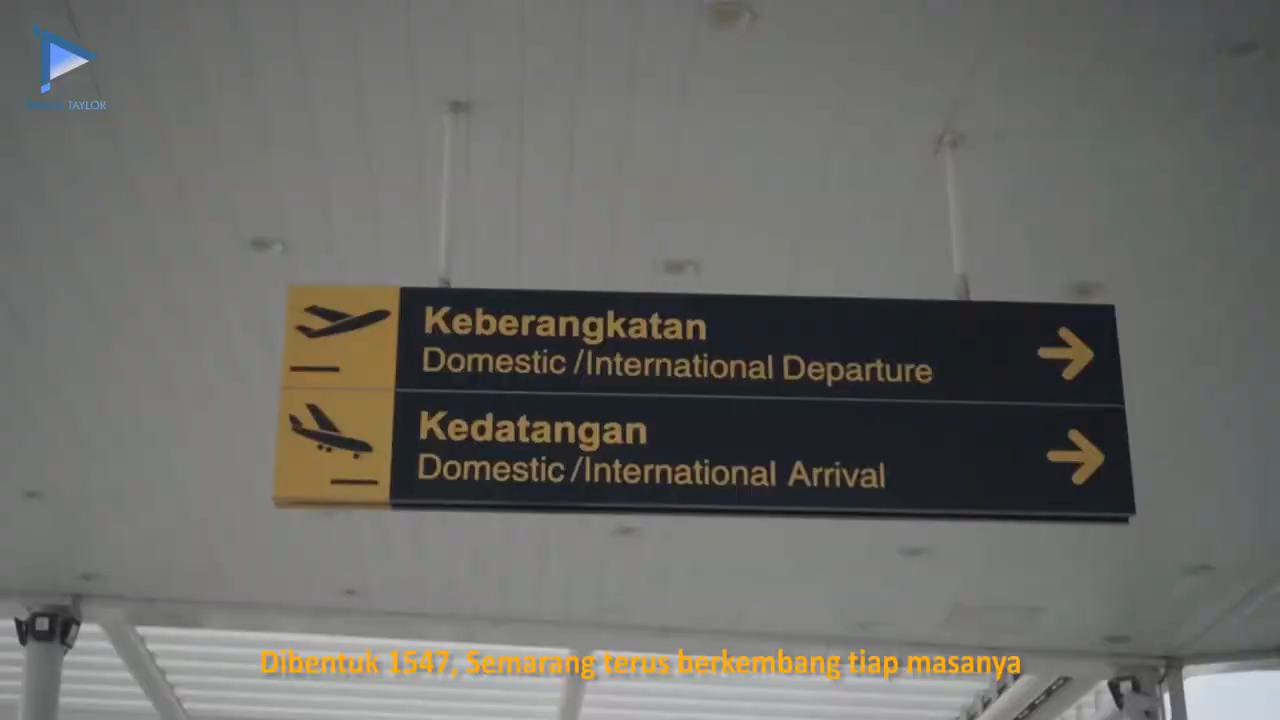 TAYLOR
Keberangkatan
Domestic /International Departure
Kedatangan
Domestic /International Arrival
Dibentuk 1547, Semarang terus berkembang tiap masanya